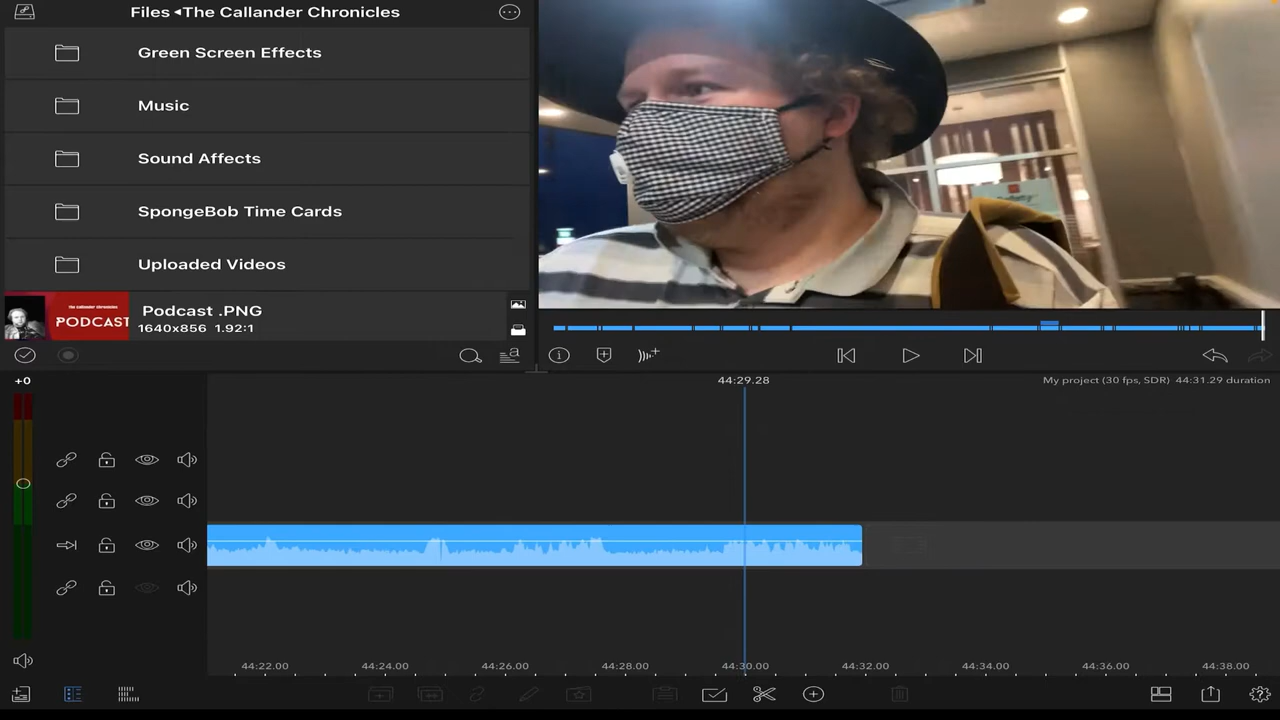 Files ◂The Callander Chronicles
Green Screen Effects
Music
Sound Affects
SpongeBob Time Cards
Uploaded Videos
The Callander Chronicles
PODCAST
Podcast .PNG
1640x856 1.92:1
+0
44:29.28
My project (30 fps, SDR) 44:31.29 duration
44:22.00 44:24.00 44:26.00 44:28.00 44:30.00 44:32.00 44:34.00 44:36.00 44:38.00